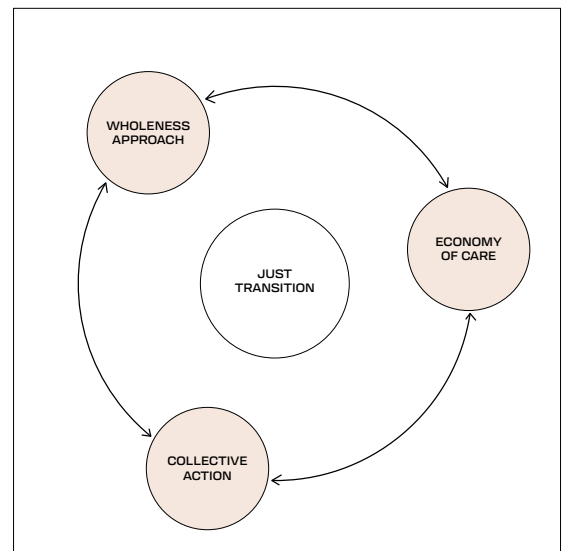 WHOLENESS
APPROACH
ECONOMY
OF CARE
JUST
TRANSITION
COLLECTIVE
ACTION